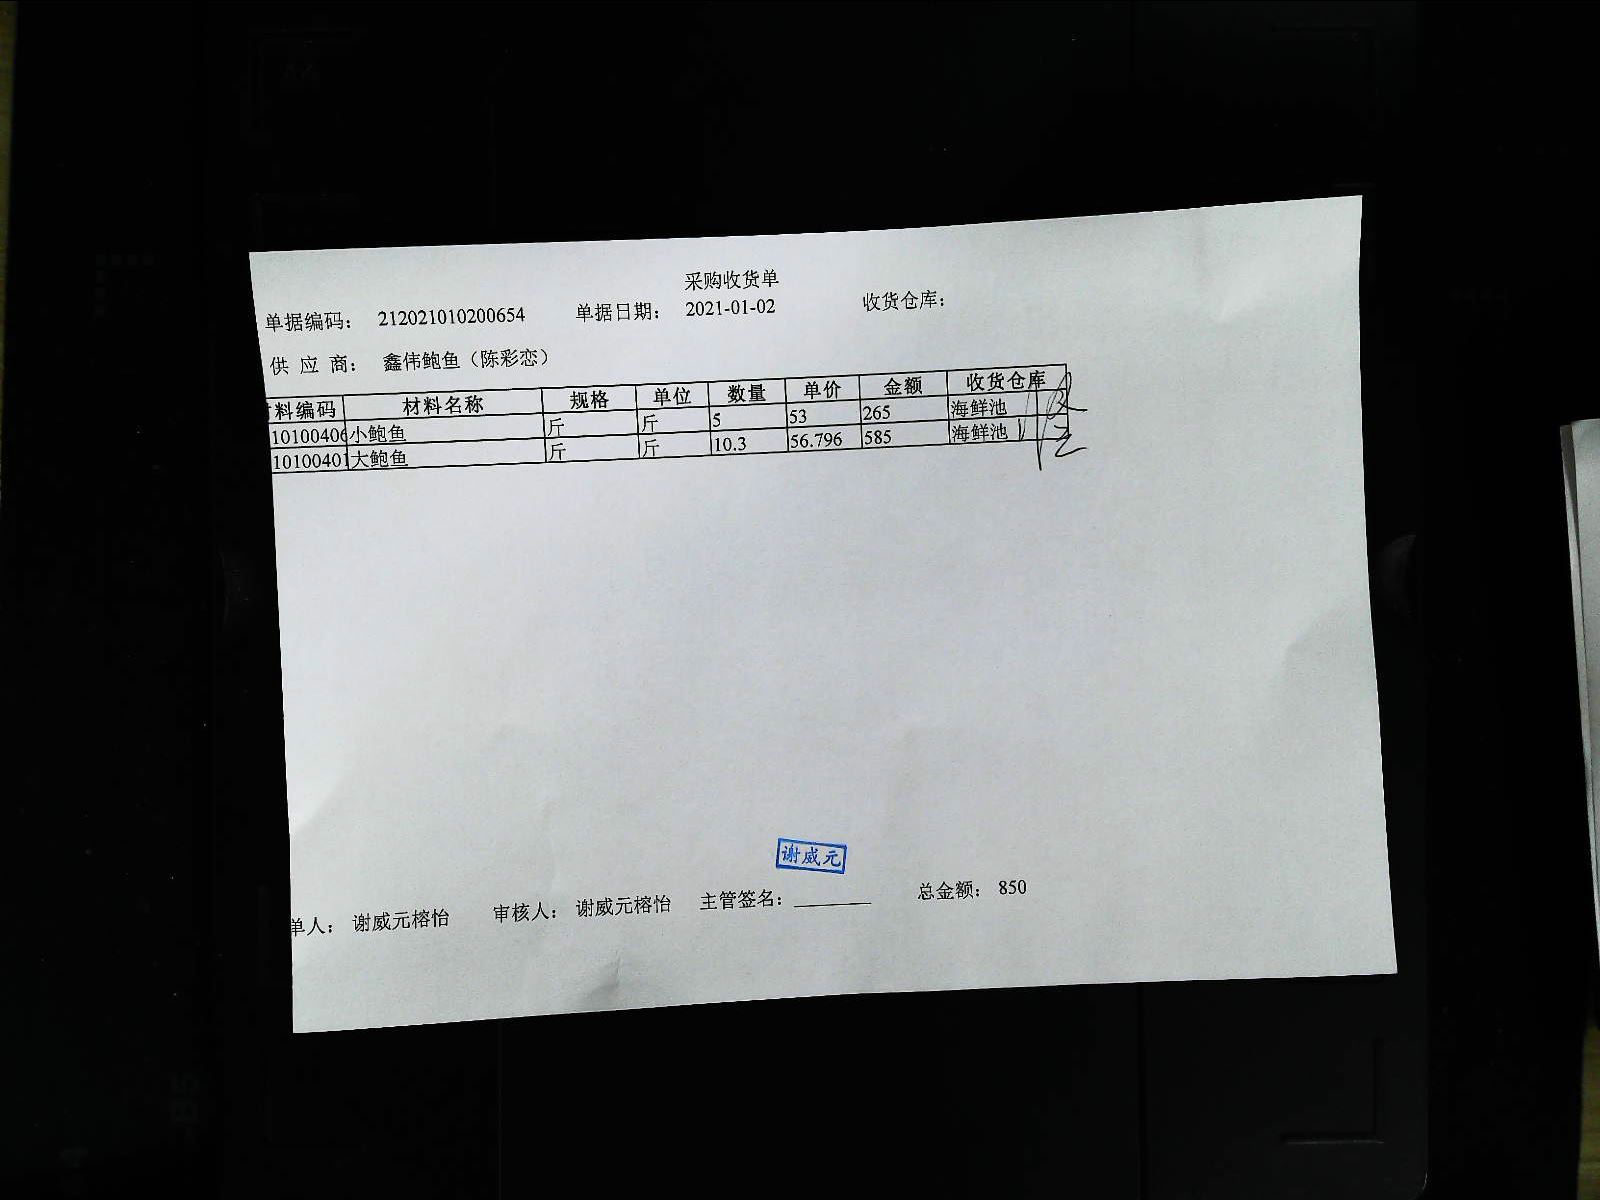 采购收货单
单据编码： 212021010200654 单据日期： 2021-01-02 收货仓库：
供 应 商： 鑫伟鲍鱼（陈彩恋）
料编码 材料名称 规格 单位 数量 单价 金额 收货仓库
10100406 小鲍鱼 斤 斤 5 53 265 海鲜池
10100401 大鲍鱼 斤 斤 10.3 56.796 585 海鲜池
谢威元
单人： 谢威元榕怡 审核人： 谢威元榕怡 主管签名：________ 总金额： 850